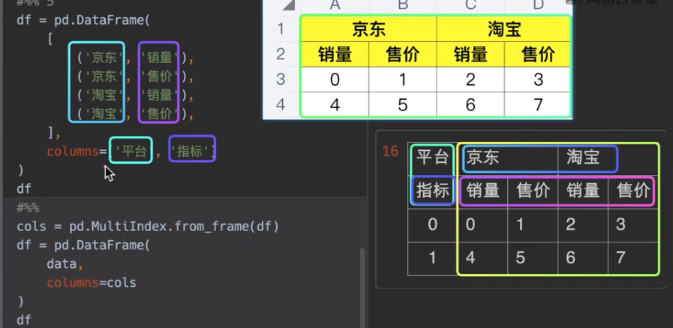 #%% 5
df = pd.DataFrame(
[
('京东', '销量'),
('京东', '售价'),
('淘宝', '销量'),
('淘宝', '售价'),
],
columns=['平台', '指标']
)
df
#%%
cols = pd.MultiIndex.from_frame(df)
df = pd.DataFrame(
data,
columns=cols
)
df
A B C D
1 京东 淘宝
2 销量 售价 销量 售价
3 0 1 2 3
4 4 5 6 7
16
平台 京东 淘宝
指标 销量 售价 销量 售价
0 0 1 2 3
1 4 5 6 7